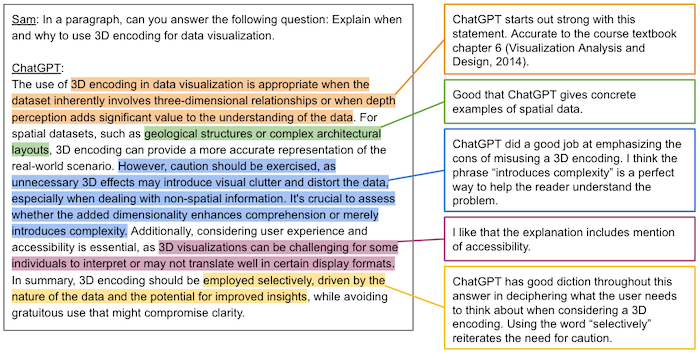 Sam: In a paragraph, can you answer the following question: Explain when
and why to use 3D encoding for data visualization.
ChatGPT:
The use of 3D encoding in data visualization is appropriate when the
dataset inherently involves three-dimensional relationships or when depth
perception adds significant value to the understanding of the data. For
spatial datasets, such as geological structures or complex architectural
layouts, 3D encoding can provide a more accurate representation of the
real-world scenario. However, caution should be exercised, as
unnecessary 3D effects may introduce visual clutter and distort the data,
especially when dealing with non-spatial information. It's crucial to assess
whether the added dimensionality enhances comprehension or merely
introduces complexity. Additionally, considering user experience and
accessibility is essential, as 3D visualizations can be challenging for some
individuals to interpret or may not translate well in certain display formats.
In summary, 3D encoding should be employed selectively, driven by the
nature of the data and the potential for improved insights, while avoiding
gratuitous use that might compromise clarity.
ChatGPT starts out strong with this
statement. Accurate to the course textbook
chapter 6 (Visualization Analysis and
Design, 2014).
Good that ChatGPT gives concrete
examples of spatial data.
ChatGPT did a good job at emphasizing the
cons of misusing a 3D encoding. I think the
phrase “introduces complexity” is a perfect
way to help the reader understand the
problem.
I like that the explanation includes mention
of accessibility.
ChatGPT has good diction throughout this
answer in deciphering what the user needs
to think about when considering a 3D
encoding. Using the word “selectively”
reiterates the need for caution.